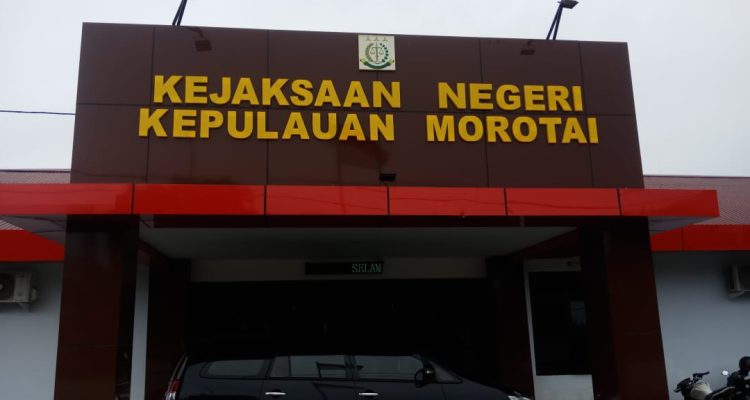 KEJAKSAAN NEGERI
KEPULAUAN MOROTAI
SELAM